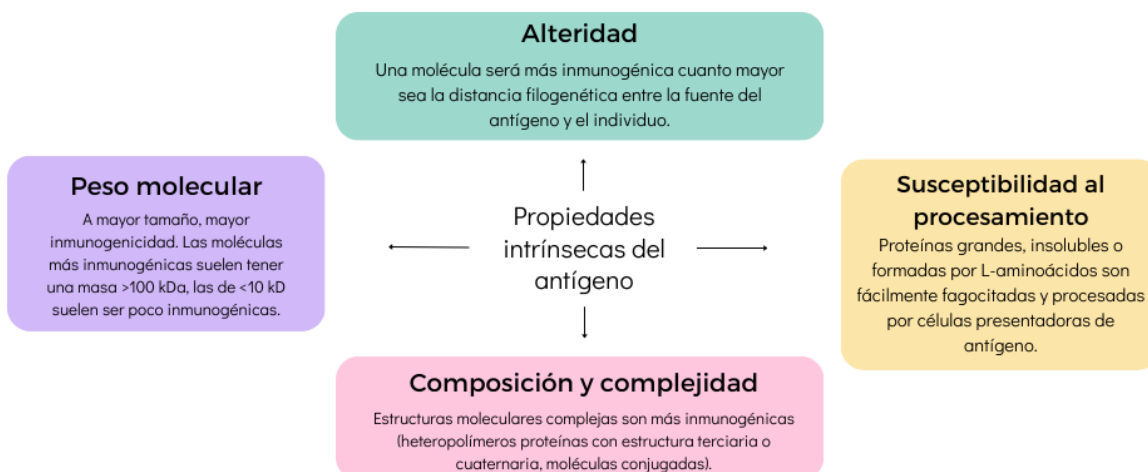 Alteridad
Una molécula será más inmunogénica cuanto mayor
sea la distancia filogenética entre la fuente del
antígeno y el individuo.
Peso molecular
A mayor tamaño, mayor
inmunogenicidad. Las moléculas
más inmunogénicas suelen tener
una masa >100 kDa, las de <10 kD
suelen ser poco inmunogénicas.
Propiedades
intrínsecas del
antígeno
Susceptibilidad al
procesamiento
Proteínas grandes, insolubles o
formadas por L-aminoácidos son
fácilmente fagocitadas y procesadas
por células presentadoras de
antígeno.
Composición y complejidad
Estructuras moleculares complejas son más inmunogénicas
(heteropolímeros proteínas con estructura terciaria o
cuaternaria, moléculas conjugadas).